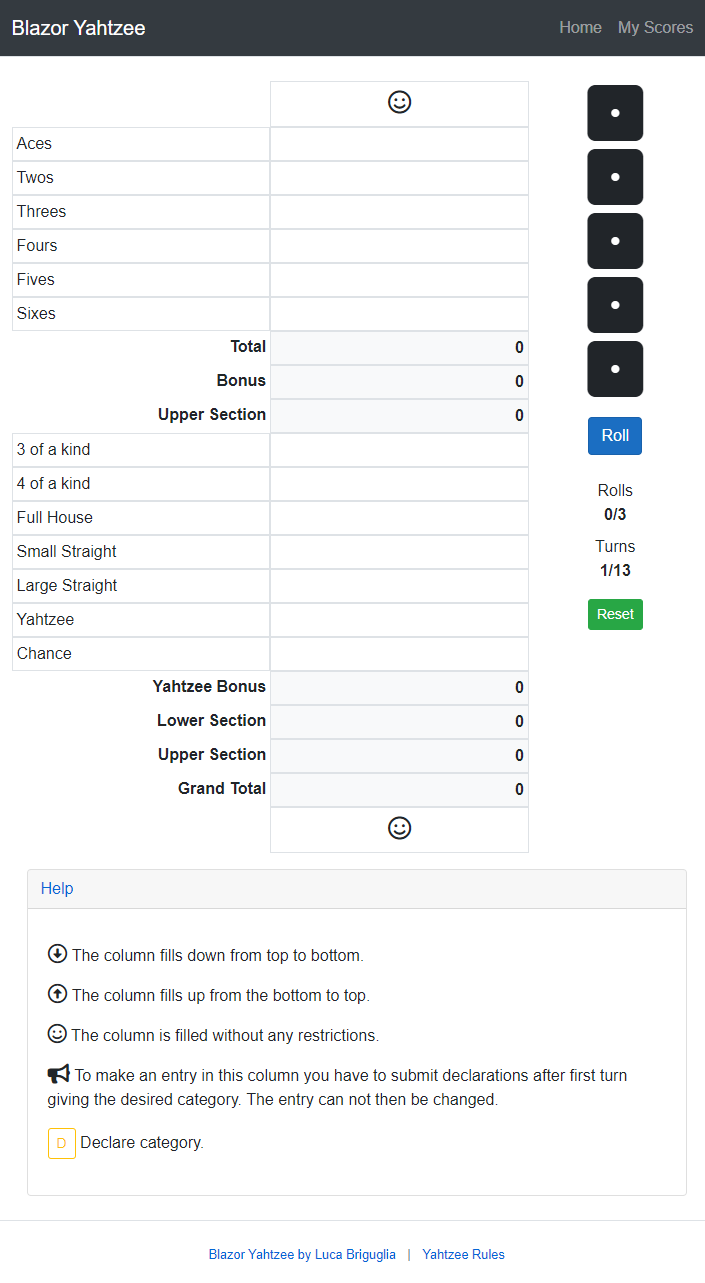 Blazor Yahtzee Home My Scores
Aces
Twos
Threes
Fours
Fives
Sixes
Total 0
Bonus 0
Upper Section 0
3 of a kind
4 of a kind
Full House
Small Straight
Large Straight
Yahtzee
Chance
Yahtzee Bonus 0
Lower Section 0
Upper Section 0
Grand Total 0
Roll
Rolls
0/3
Turns
1/13
Reset
Help
The column fills down from top to bottom.
The column fills up from the bottom to top.
The column is filled without any restrictions.
To make an entry in this column you have to submit declarations after first turn
giving the desired category. The entry can not then be changed.
D Declare category.
Blazor Yahtzee by Luca Briguglia | Yahtzee Rules